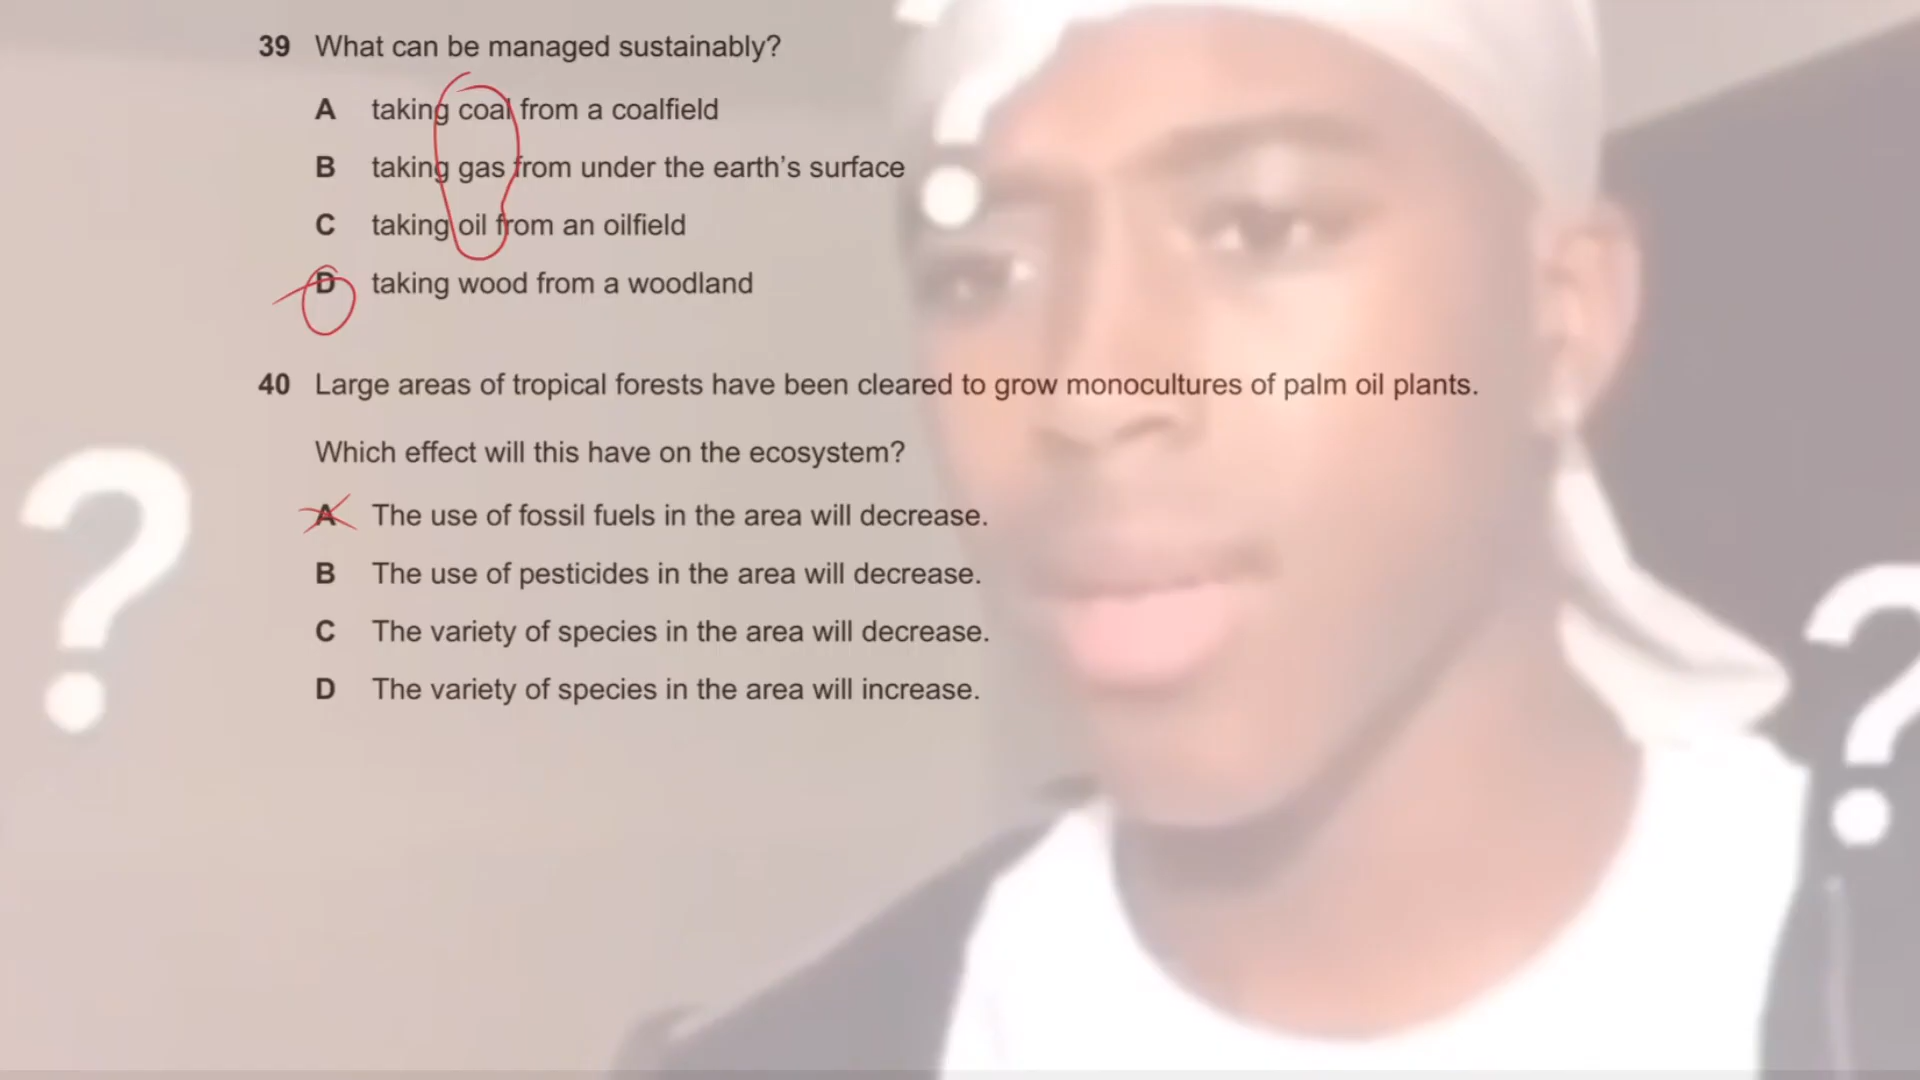 39 What can be managed sustainably?
A taking coal from a coalfield
B taking gas from under the earth's surface
C taking oil from an oilfield
D taking wood from a woodland
40 Large areas of tropical forests have been cleared to grow monocultures of palm oil plants.
Which effect will this have on the ecosystem?
A The use of fossil fuels in the area will decrease.
B The use of pesticides in the area will decrease.
C The variety of species in the area will decrease.
D The variety of species in the area will increase.
?
?
?